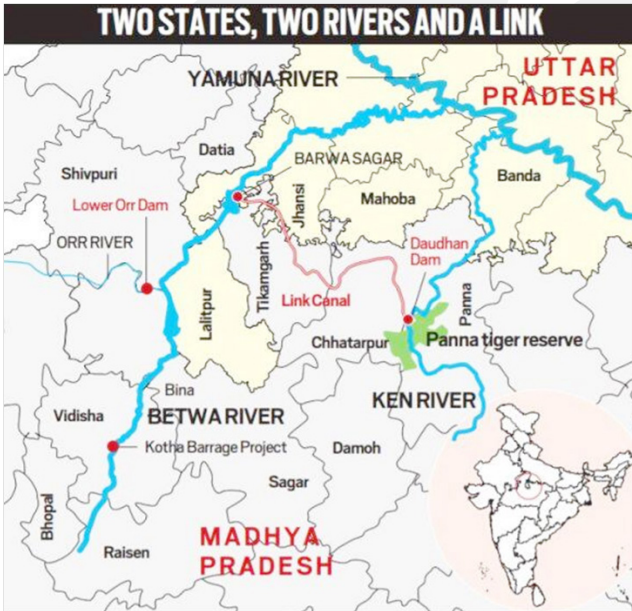 TWO STATES, TWO RIVERS AND A LINK
YAMUNA RIVER
UTTAR
PRADESH
Datia
BARWA SAGAR
Shivpuri
Banda
Lower Orr Dam
Jhansi
Mahoba
ORR RIVER
Daudhan
Dam
Tikamgarh
Link Canal
Lalitpur
Panna
Chhatarpur
Panna tiger reserve
Bina
KEN RIVER
Vidisha
BETWA RIVER
Kotha Barrage Project
Damoh
Sagar
Bhopal
MADHYA
PRADESH
Raisen